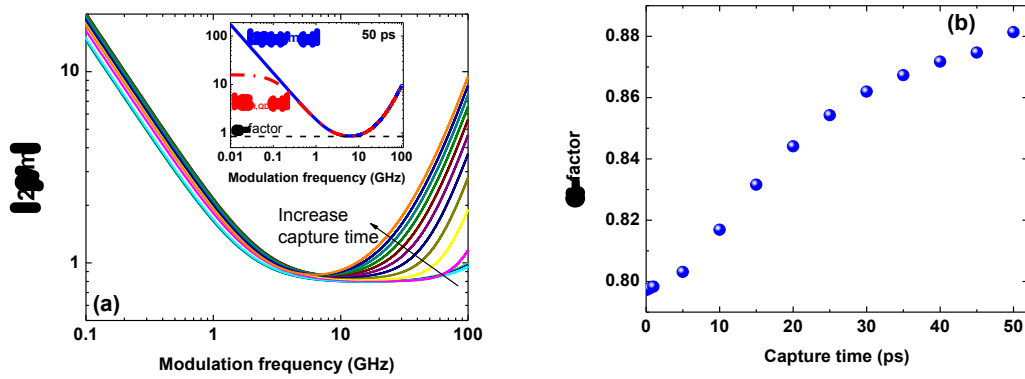 10
1
0.1
1
10
100
Modulation frequency (GHz)
(a)
Increase
capture time
100
10
1
50 ps
factor
0.01
0.1
1
10
100
Modulation frequency (GHz)
(b)
0.88
0.86
0.84
0.82
0.80
factor
0
10
20
30
40
50
Capture time (ps)